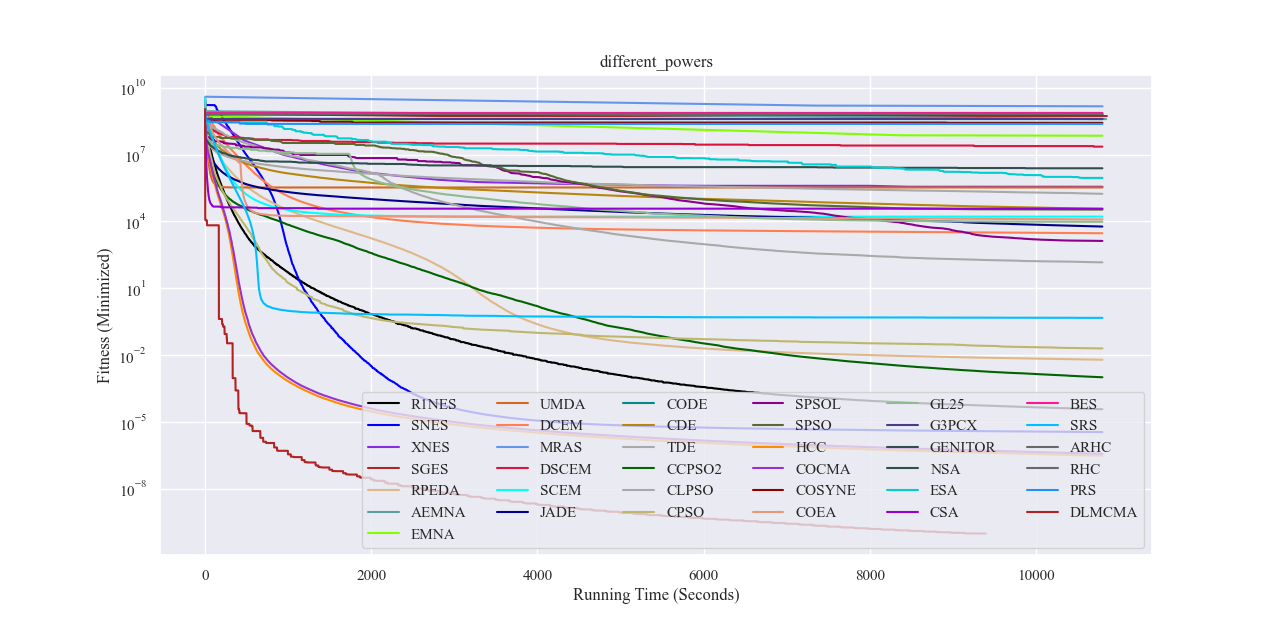 different_powers
Fitness (Minimized)
10^10
10^7
10^4
10^1
10^−2
10^−5
10^−8
R1NES UMDA CODE SPSOL GL25 BES
SNES DCEM CDE SPSO G3PCX SRS
XNES MRAS TDE HCC GENITOR ARHC
SGES DSCEM CCPSO2 COCMA NSA RHC
RPEDA SCEM CLPSO COSYNE ESA PRS
AEMNA JADE CPSO COEA CSA DLMCMA
EMNA
0 2000 4000 6000 8000 10000
Running Time (Seconds)